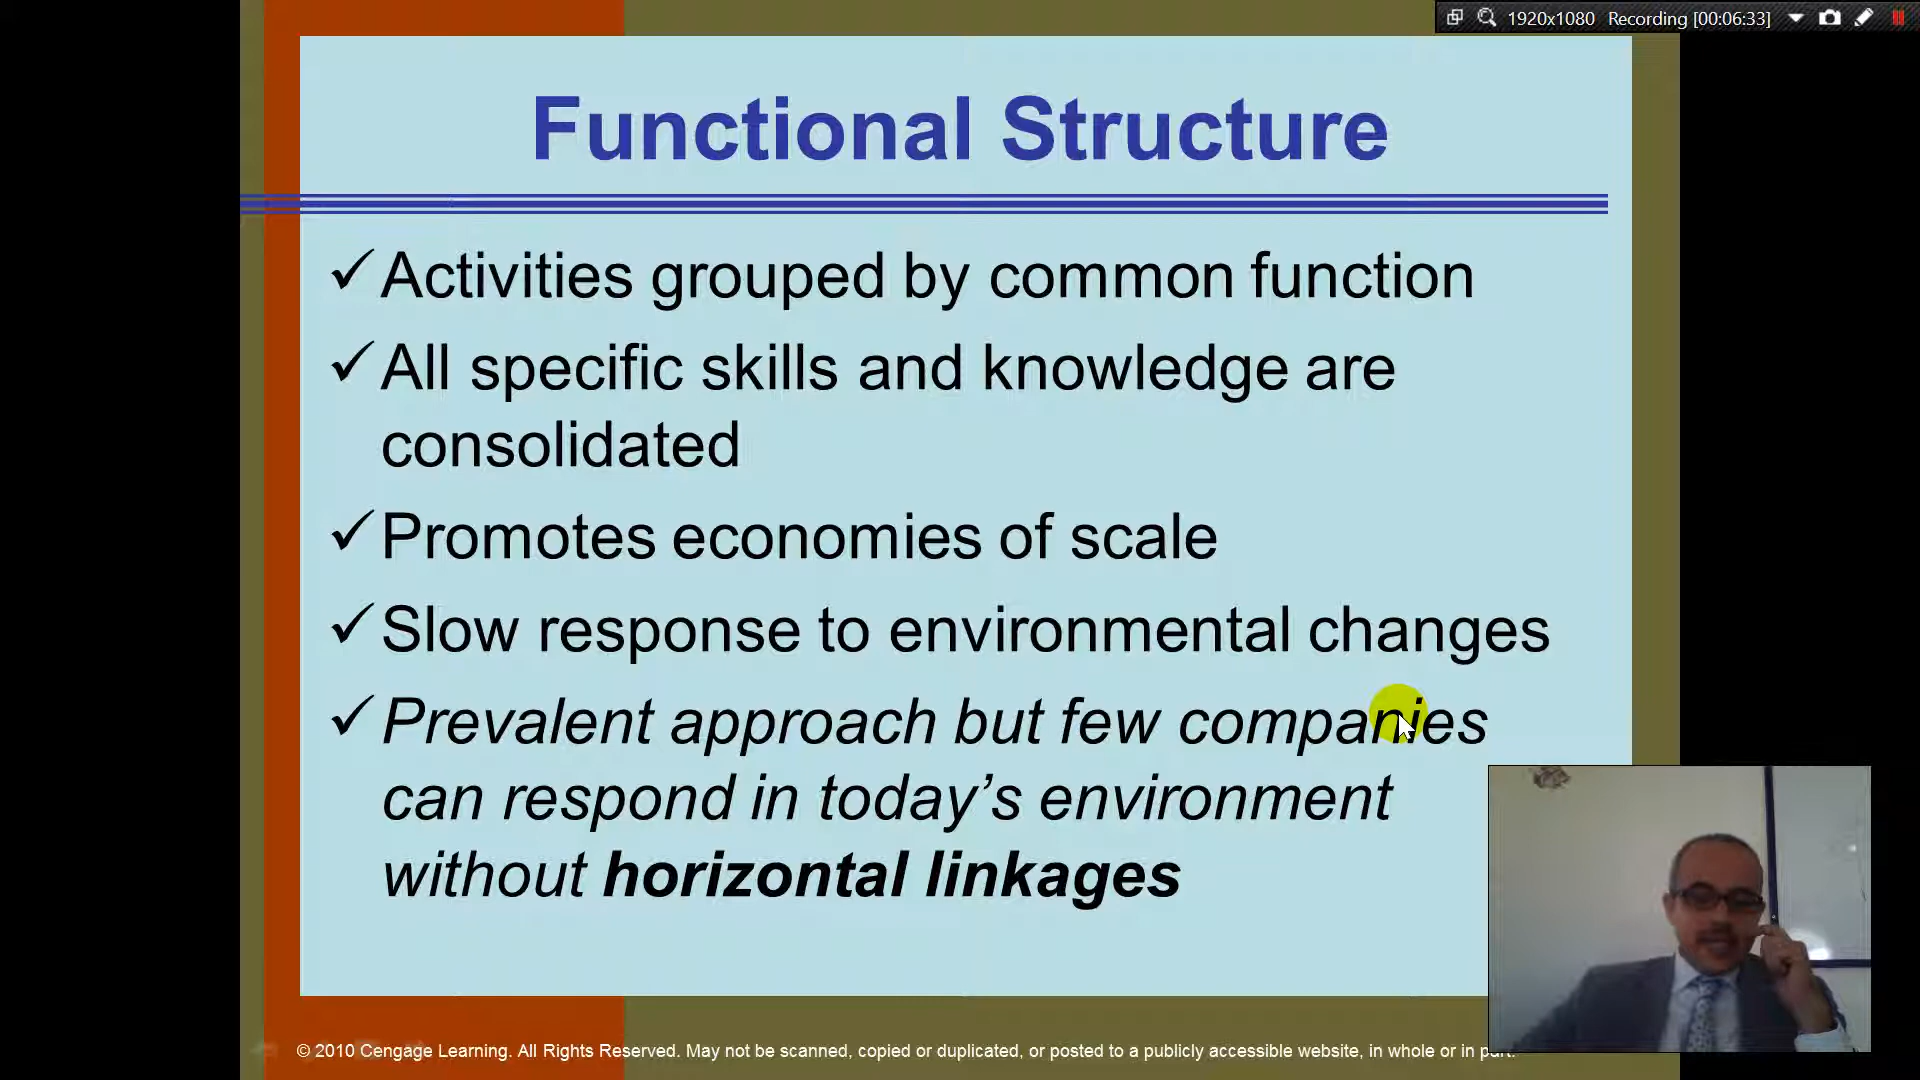 1920x1080 Recording [00:06:33]
Functional Structure
✓Activities grouped by common function
✓All specific skills and knowledge are
consolidated
✓Promotes economies of scale
✓Slow response to environmental changes
✓Prevalent approach but few companies
can respond in today’s environment
without horizontal linkages
© 2010 Cengage Learning. All Rights Reserved. May not be scanned, copied or duplicated, or posted to a publicly accessible website, in whole or in part.